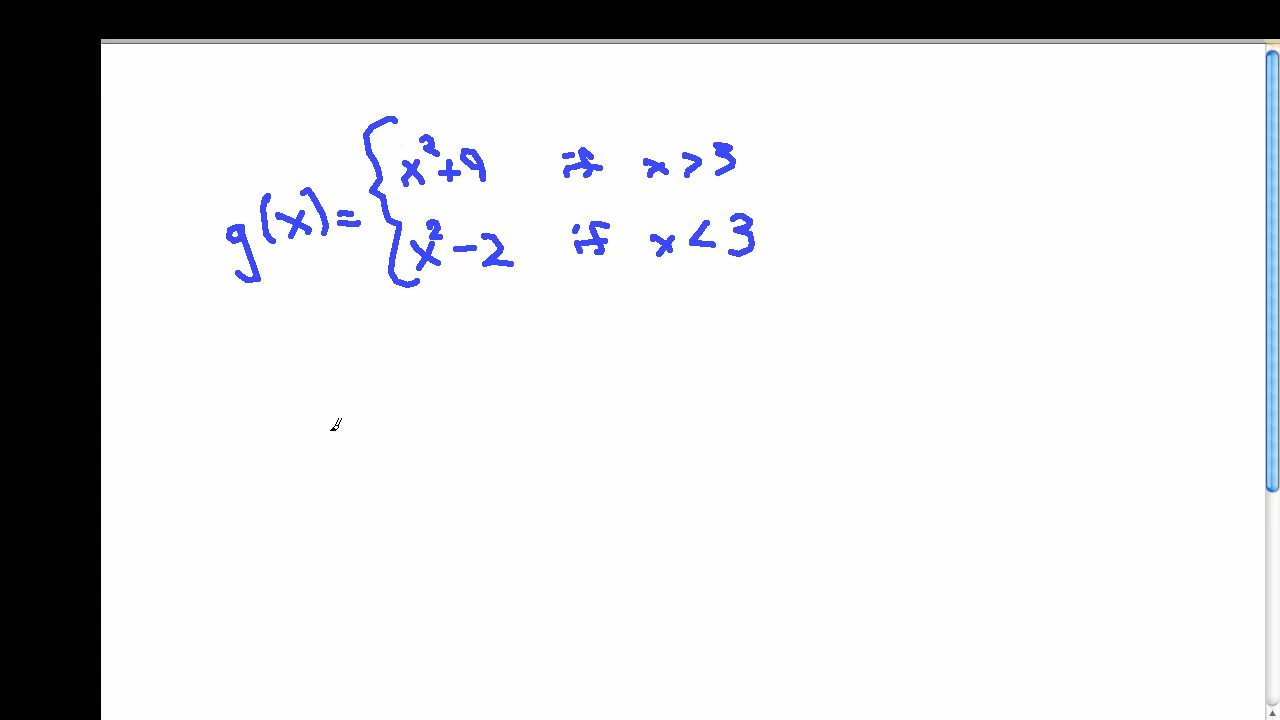 g(x) = { x² + 9 if x > 3
x² - 2 if x < 3